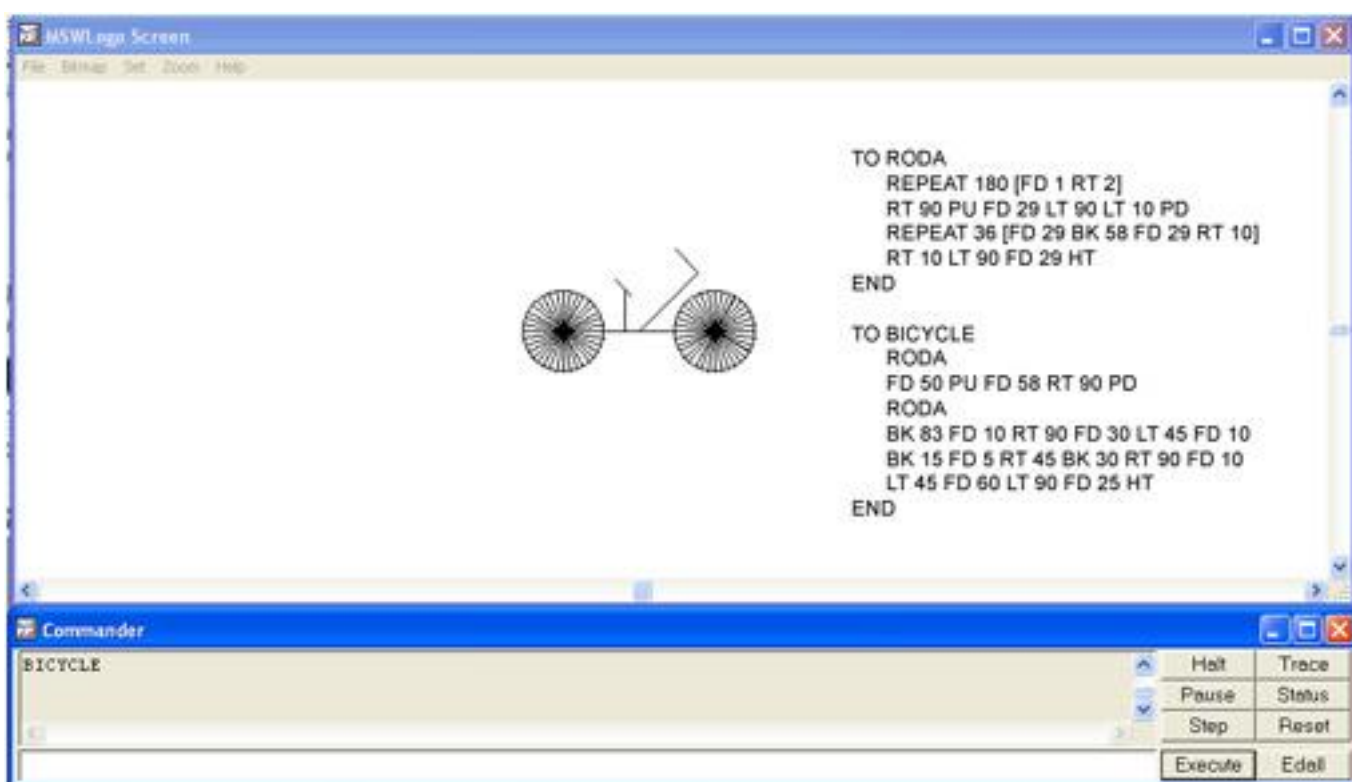 MSWLogo Screen
File Bitmap Set Zoom Help
TO RODA
REPEAT 180 [FD 1 RT 2]
RT 90 PU FD 29 LT 90 LT 10 PD
REPEAT 36 [FD 29 BK 58 FD 29 RT 10]
RT 10 LT 90 FD 29 HT
END
TO BICYCLE
RODA
FD 50 PU FD 58 RT 90 PD
RODA
BK 83 FD 10 RT 90 FD 30 LT 45 FD 10
BK 15 FD 5 RT 45 BK 30 RT 90 FD 10
LT 45 FD 60 LT 90 FD 25 HT
END
Commander
BICYCLE
Halt Trace
Pause Status
Step Reset
Execute Edall